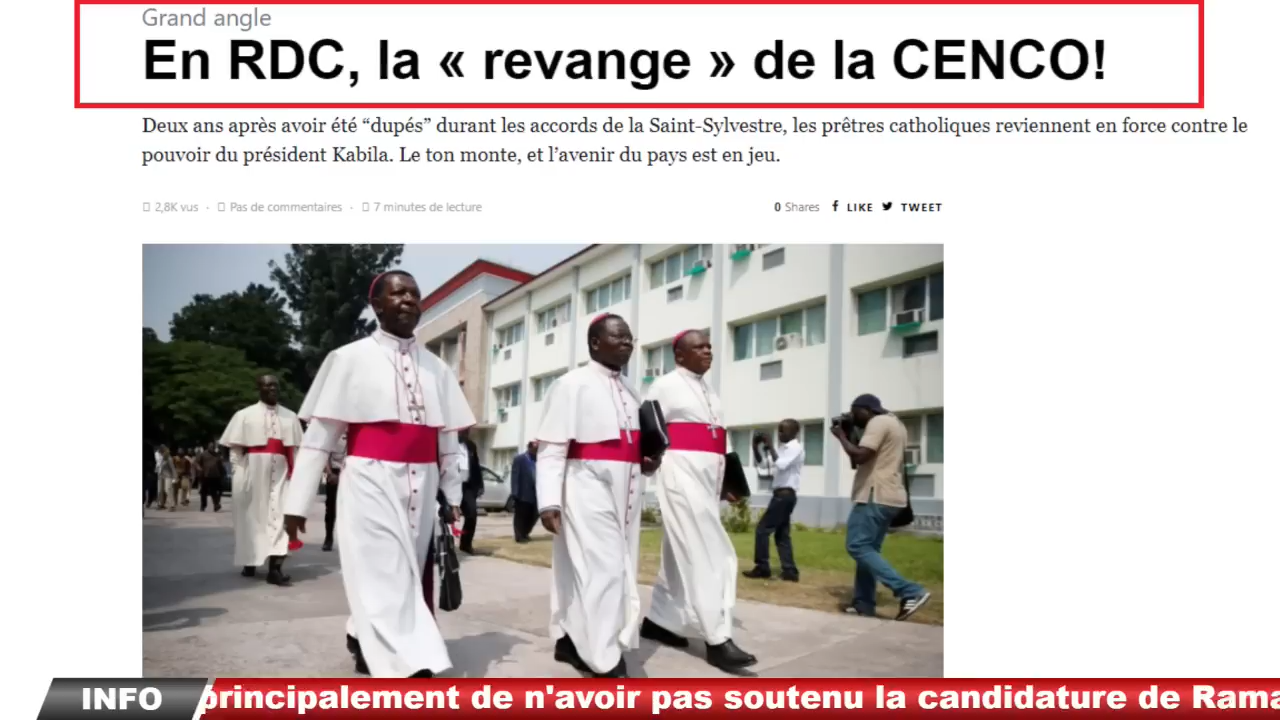 Grand angle
En RDC, la « revange » de la CENCO!
Deux ans après avoir été “dupés” durant les accords de la Saint-Sylvestre, les prêtres catholiques reviennent en force contre le
pouvoir du président Kabila. Le ton monte, et l’avenir du pays est en jeu.
2,8K vus · Pas de commentaires · 7 minutes de lecture
0 Shares LIKE TWEET
INFO principalement de n'avoir pas soutenu la candidature de Rama